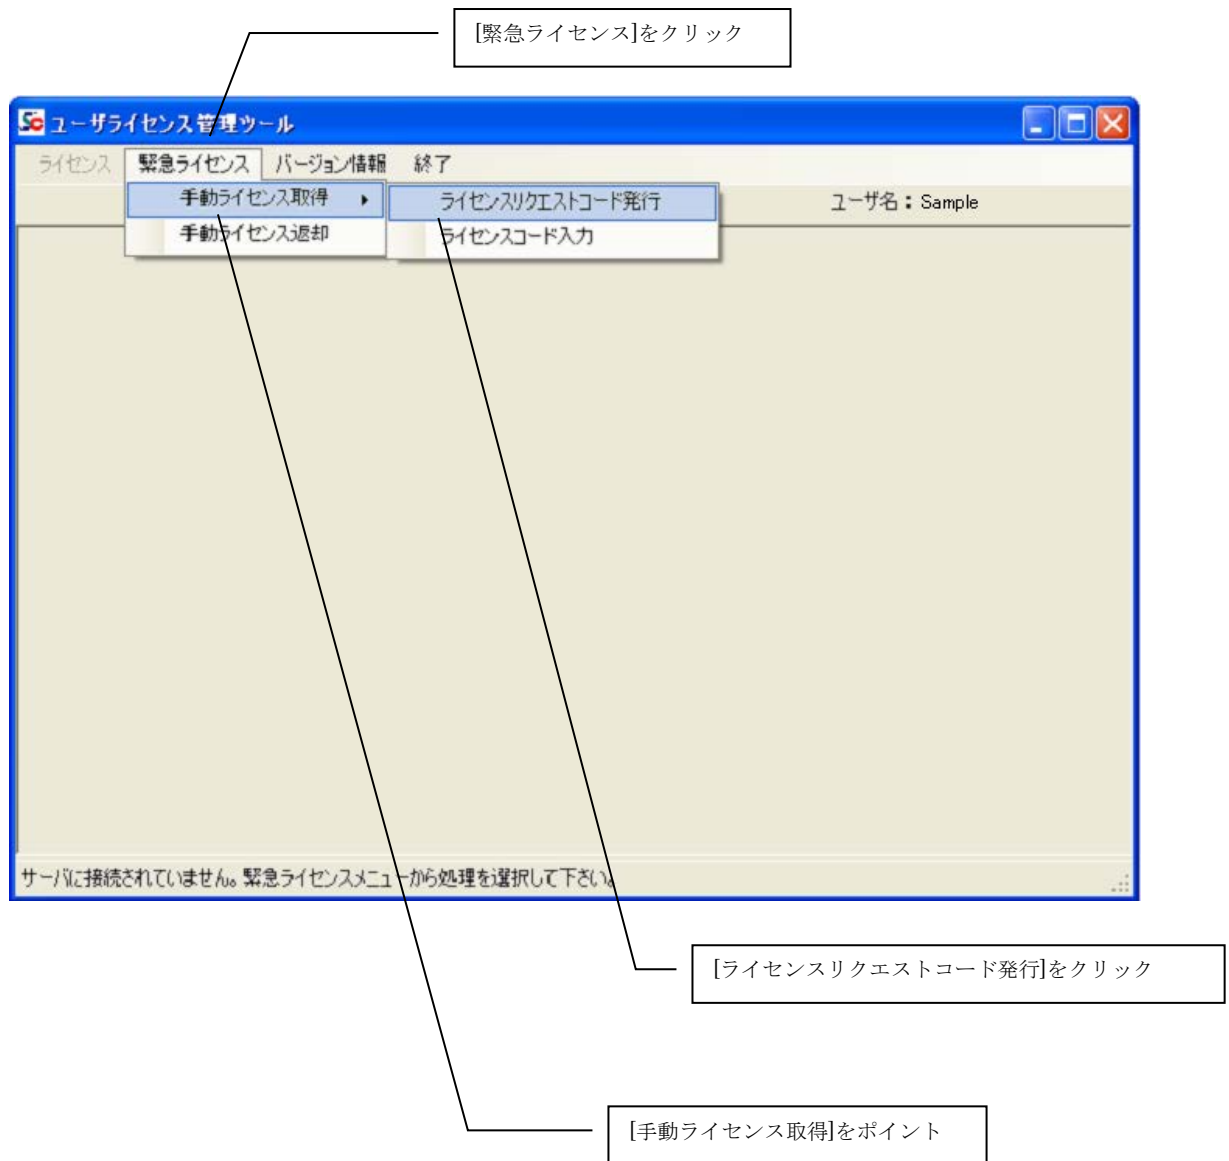 [緊急ライセンス]をクリック
ユーザライセンス管理ツール
ライセンス 緊急ライセンス バージョン情報 終了
手動ライセンス取得 ライセンスリクエストコード発行 ユーザ名：Sample
手動ライセンス返却 ライセンスコード入力
サーバに接続されていません。緊急ライセンスメニューから処理を選択して下さい。
[ライセンスリクエストコード発行]をクリック
[手動ライセンス取得]をポイント